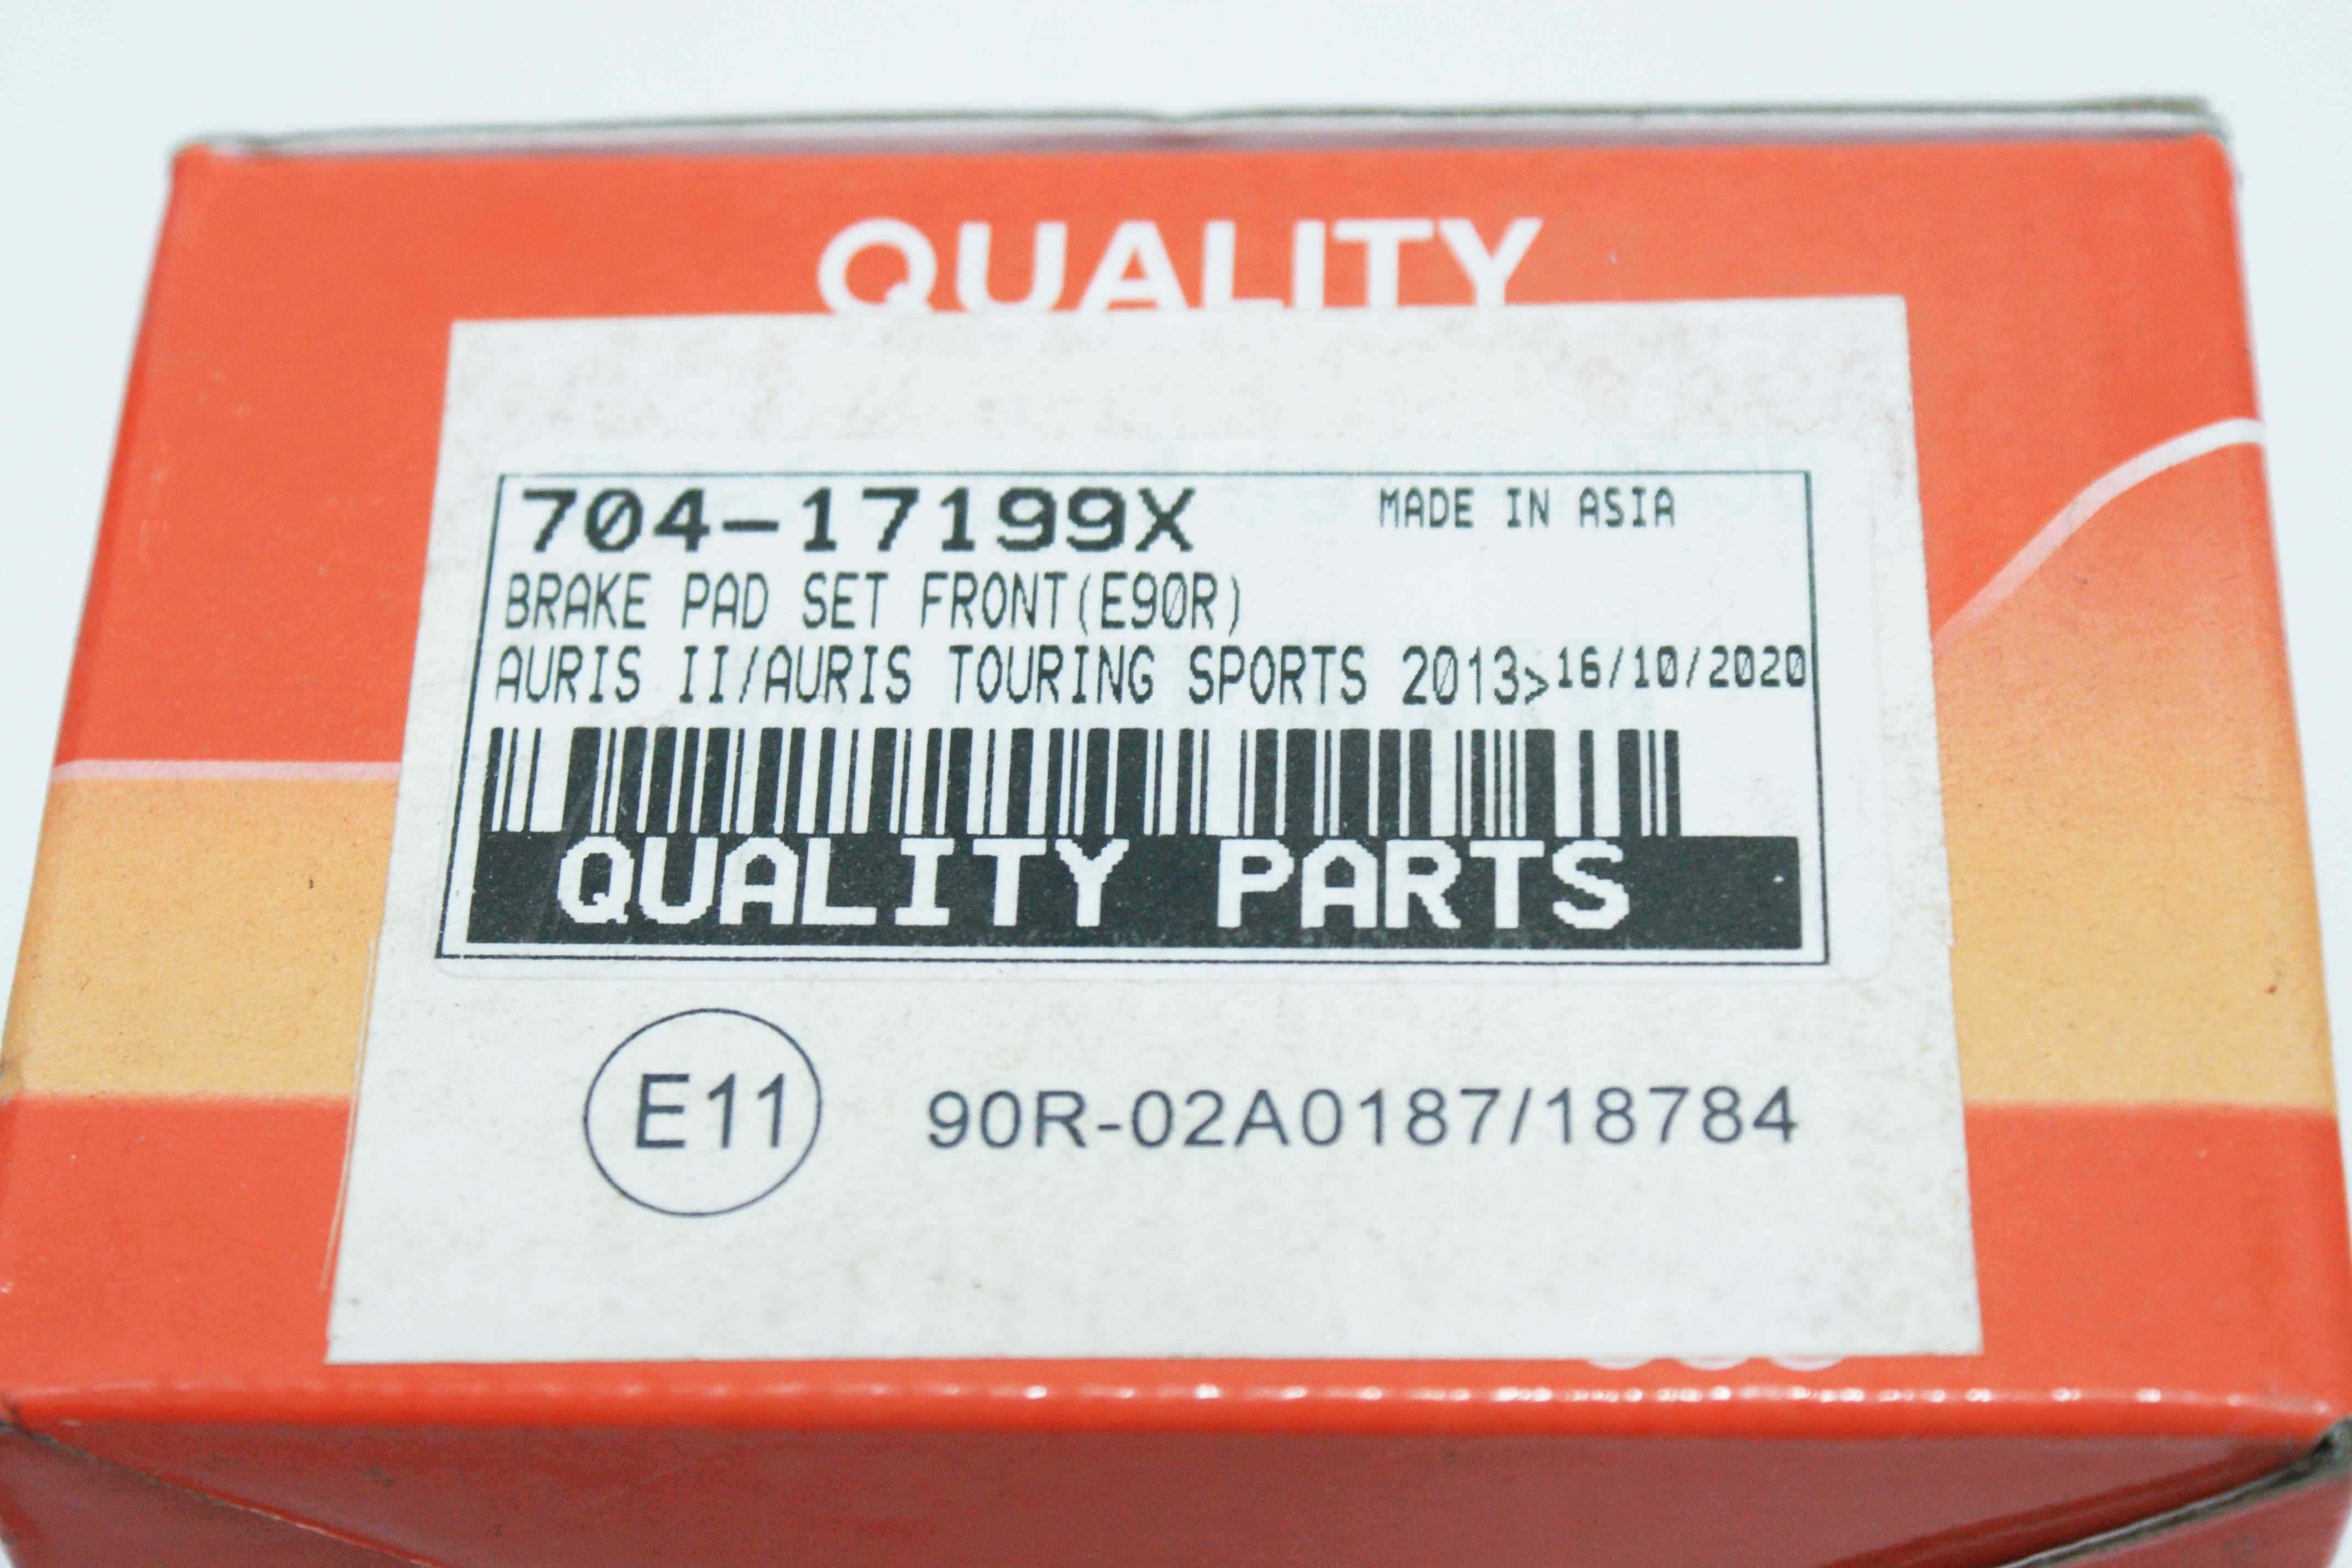 QUALITY
704-17199X MADE IN ASIA
BRAKE PAD SET FRONT(E90R)
AURIS II/AURIS TOURING SPORTS 2013>16/10/2020
QUALITY PARTS
E11 90R-02A0187/18784